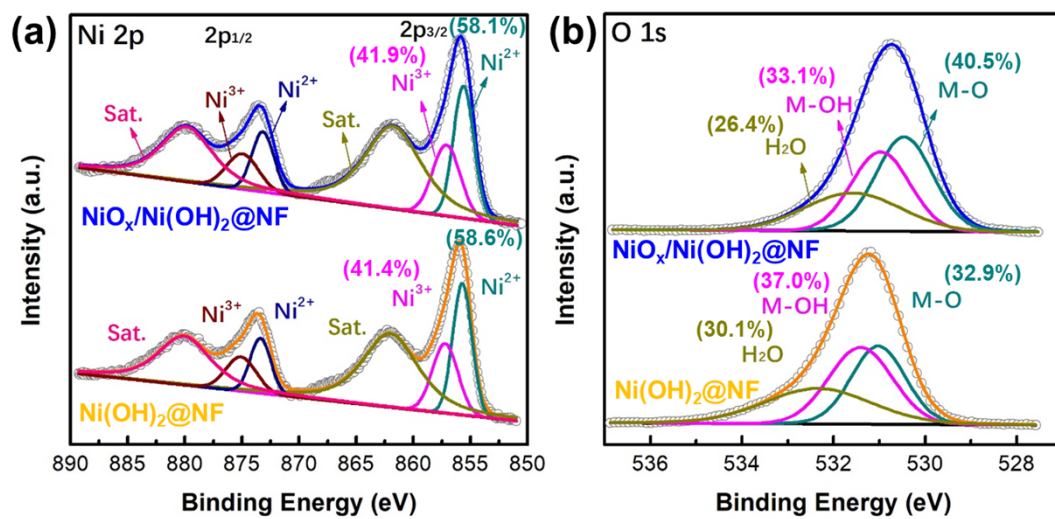 (a)
Ni 2p
2p1/2
2p3/2
(58.1%)
(41.9%)
Ni3+
Ni2+
Ni3+
Ni2+
Sat.
Sat.
NiOx/Ni(OH)2@NF
(58.6%)
(41.4%)
Ni3+
Ni2+
Ni3+
Ni2+
Sat.
Sat.
Ni(OH)2@NF
Intensity (a.u.)
890 885 880 875 870 865 860 855 850
Binding Energy (eV)
(b)
O 1s
(40.5%)
M-O
(33.1%)
M-OH
(26.4%)
H2O
NiOx/Ni(OH)2@NF
(37.0%)
M-OH
(32.9%)
M-O
(30.1%)
H2O
Ni(OH)2@NF
Intensity (a.u.)
536 534 532 530 528
Binding Energy (eV)